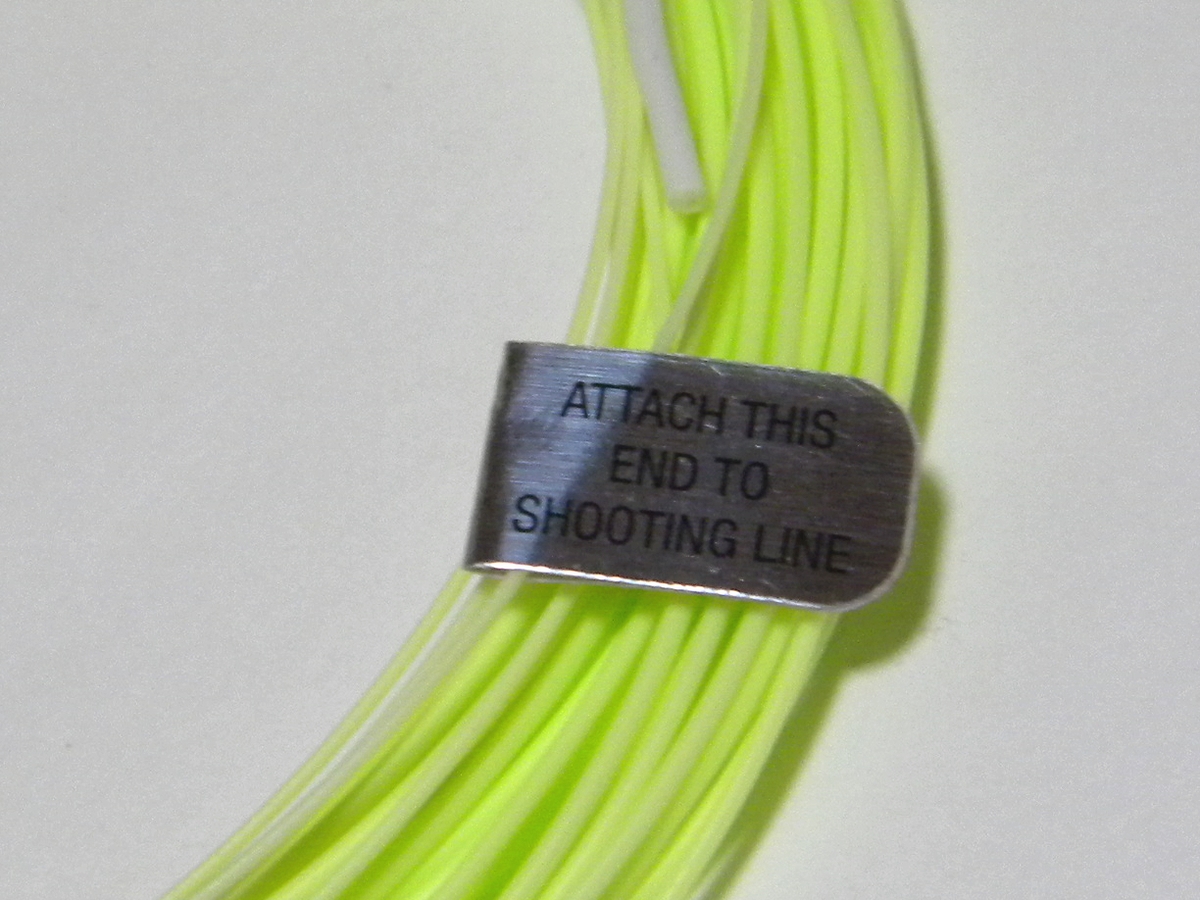 ATTACH THIS
END TO
SHOOTING LINE